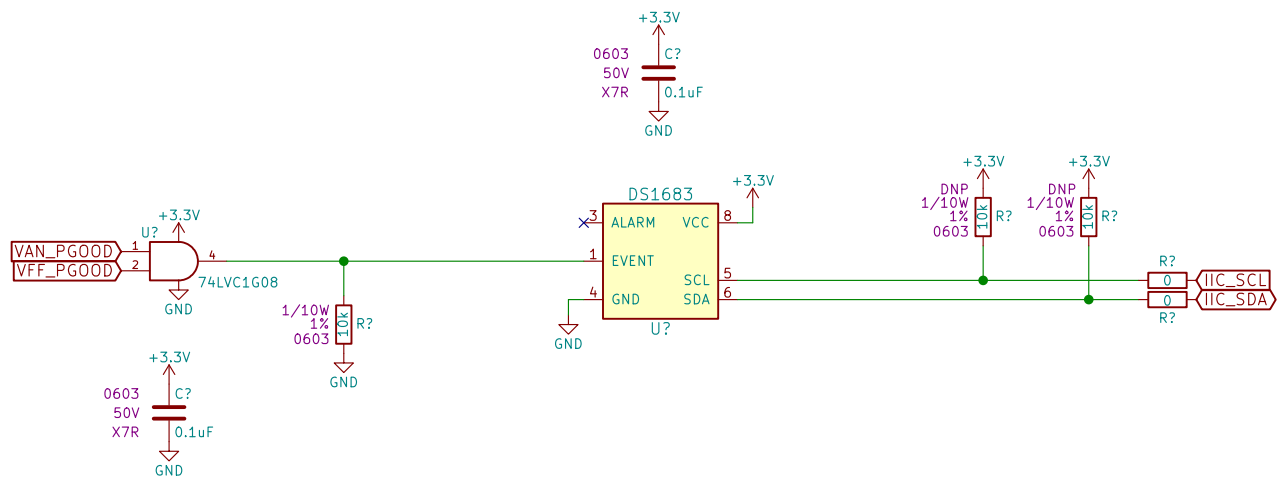 +3.3V
0603
C?
50V
X7R
0.1uF
GND
+3.3V
U?
VAN_PGOOD
1
VFF_PGOOD
2
4
74LVC1G08
GND
1/10W
1%
0603
10k
R?
GND
+3.3V
0603
C?
50V
X7R
0.1uF
GND
DS1683
+3.3V
3
ALARM
VCC
8
1
EVENT
SCL
5
4
GND
SDA
6
U?
GND
+3.3V
DNP
1/10W
1%
0603
10k
R?
+3.3V
DNP
1/10W
1%
0603
10k
R?
R?
0
IIC_SCL
0
IIC_SDA
R?